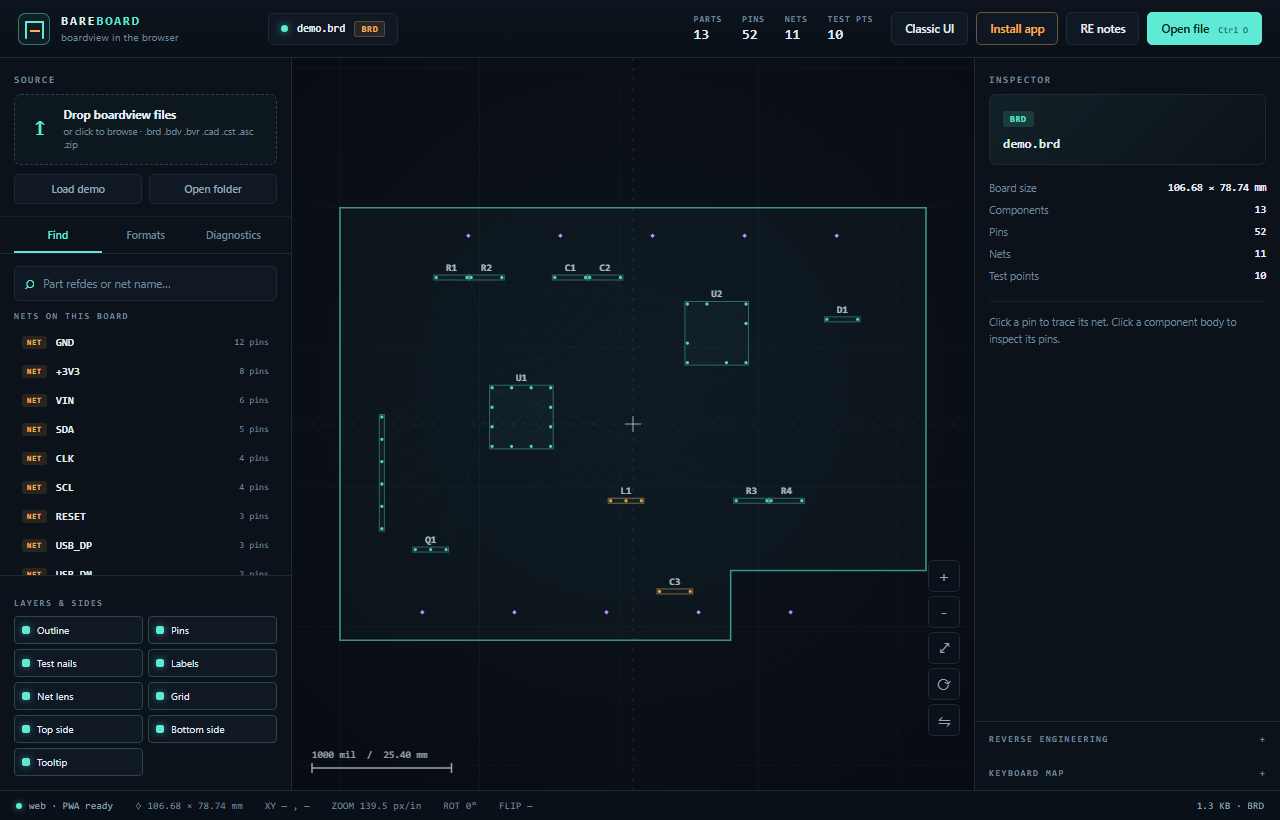 BAREBOARD
boardview in the browser
demo.brd BRD
PARTS 13
PINS 52
NETS 11
TEST PTS 10
Classic UI
Install app
RE notes
Open file Ctrl O
SOURCE
Drop boardview files
or click to browse · .brd .bdv .bvr .cad .cst .asc
.zip
Load demo
Open folder
Find
Formats
Diagnostics
Part refdes or net name...
NETS ON THIS BOARD
NET GND 12 pins
NET +3V3 8 pins
NET VIN 6 pins
NET SDA 5 pins
NET CLK 4 pins
NET SCL 4 pins
NET RESET 3 pins
NET USB_DP 3 pins
NET USB_DM 3 pins
LAYERS & SIDES
Outline
Pins
Test nails
Labels
Net lens
Grid
Top side
Bottom side
Tooltip
R1 R2 C1 C2
U2
D1
U1
L1 R3 R4
Q1
C3
1000 mil / 25.40 mm
+
-
INSPECTOR
BRD
demo.brd
Board size 106.68 × 78.74 mm
Components 13
Pins 52
Nets 11
Test points 10
Click a pin to trace its net. Click a component body to
inspect its pins.
REVERSE ENGINEERING +
KEYBOARD MAP +
web · PWA ready ◊ 106.68 × 78.74 mm XY — , — ZOOM 139.5 px/in ROT 0° FLIP — 1.3 KB · BRD